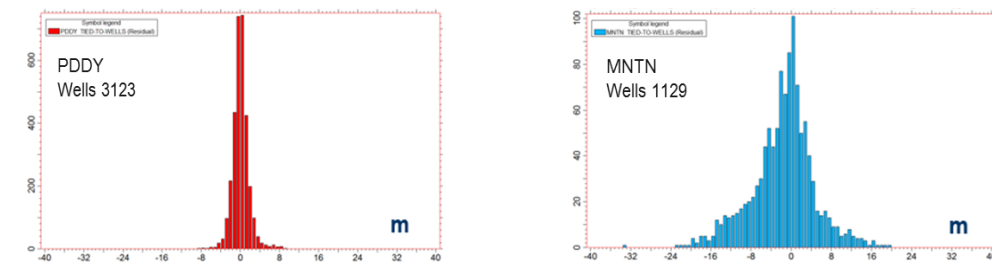 Symbol legend
PDDY TIED-TO-WELLS (Residual)
PDDY
Wells 3123
600
400
200
0
m
-40 -32 -24 -16 -8 0 8 16 24 32 40
Symbol legend
MNTN TIED-TO-WELLS (Residual)
MNTN
Wells 1129
100
80
60
40
20
0
m
-40 -32 -24 -16 -8 0 8 16 24 32 40